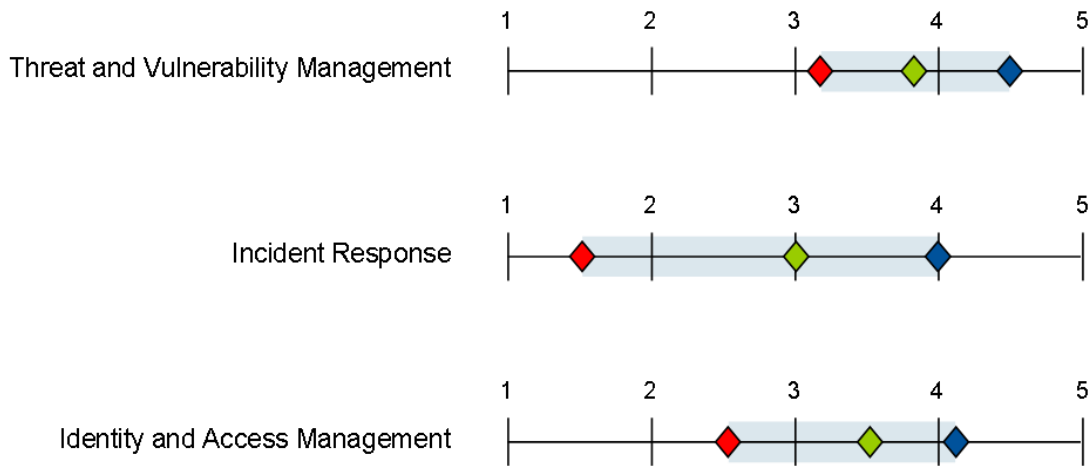 1 2 3 4 5
Threat and Vulnerability Management
1 2 3 4 5
Incident Response
1 2 3 4 5
Identity and Access Management